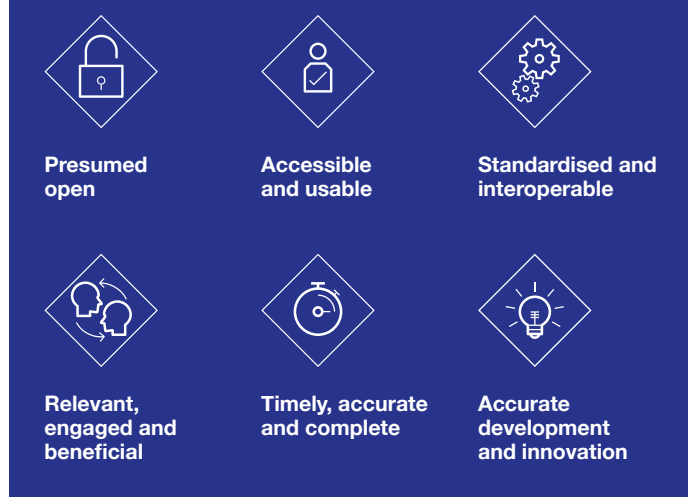 Presumed
open
Accessible
and usable
Standardised and
interoperable
Relevant,
engaged and
beneficial
Timely, accurate
and complete
Accurate
development
and innovation